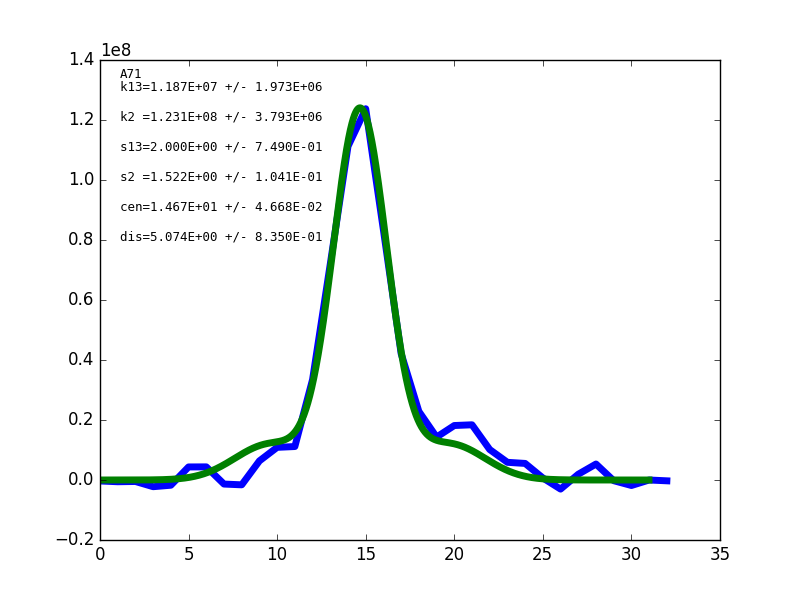 1e8
1.4
1.2
1.0
0.8
0.6
0.4
0.2
0.0
−0.2
A71
k13=1.187E+07 +/- 1.973E+06
k2 =1.231E+08 +/- 3.793E+06
s13=2.000E+00 +/- 7.490E-01
s2 =1.522E+00 +/- 1.041E-01
cen=1.467E+01 +/- 4.668E-02
dis=5.074E+00 +/- 8.350E-01
0 5 10 15 20 25 30 35